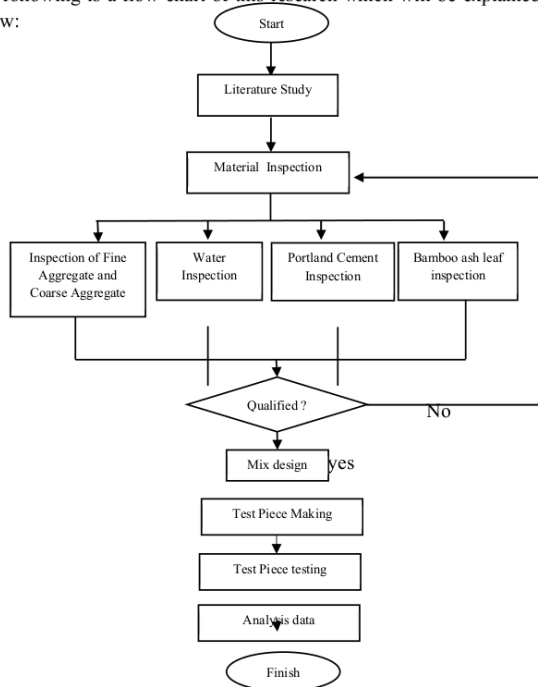 following is a flow chart of this research which will be explained
w:
Start
Literature Study
Material Inspection
Inspection of Fine
Aggregate and
Coarse Aggregate
Water
Inspection
Portland Cement
Inspection
Bamboo ash leaf
inspection
Qualified ?
No
Mix design
yes
Test Piece Making
Test Piece testing
Analysis data
Finish